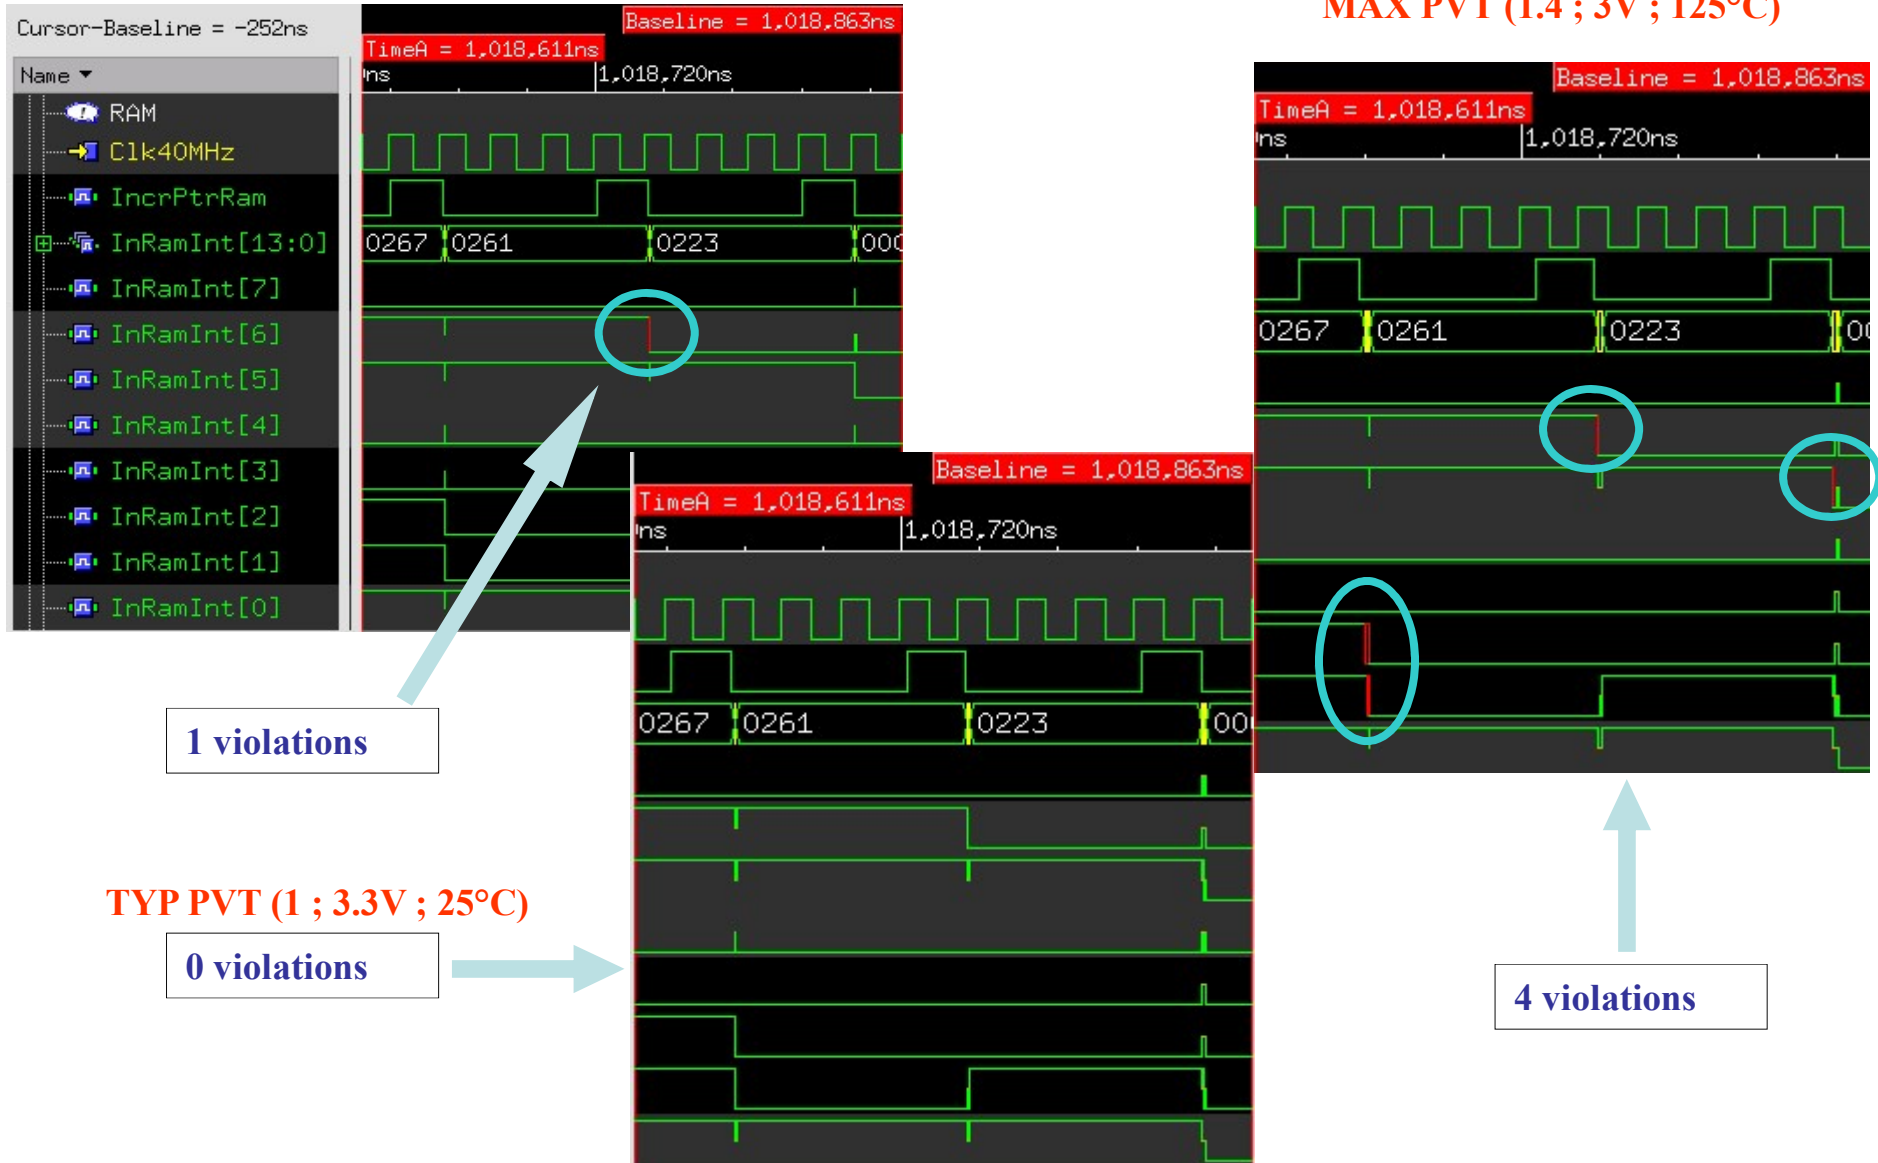 Cursor-Baseline = -252ns
Name
RAM
Clk40MHz
IncrPtrRam
InRamInt[13:0]
InRamInt[7]
InRamInt[6]
InRamInt[5]
InRamInt[4]
InRamInt[3]
InRamInt[2]
InRamInt[1]
InRamInt[0]
Baseline = 1,018,863ns
TimeA = 1,018,611ns
ns 1,018,720ns
0267 0261 0223 000
1 violations
TYP PVT (1 ; 3.3V ; 25°C)
0 violations
Baseline = 1,018,863ns
TimeA = 1,018,611ns
ns 1,018,720ns
0267 0261 0223 00
MAX PVT (1.4 ; 3V ; 125°C)
Baseline = 1,018,863ns
TimeA = 1,018,611ns
ns 1,018,720ns
0267 0261 0223 00
4 violations